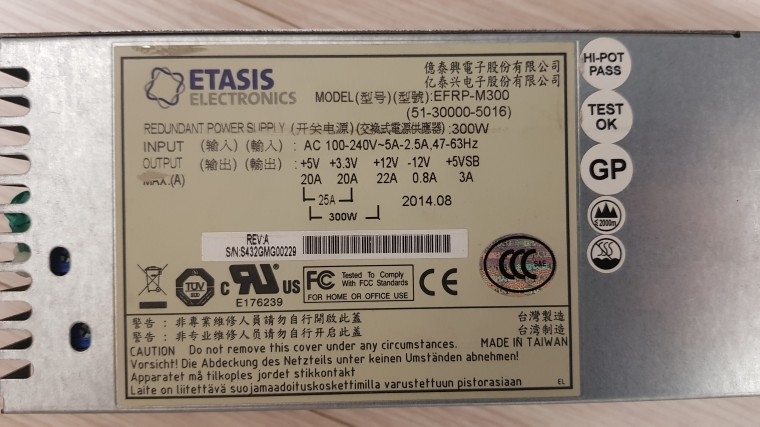 ETASIS
ELECTRONICS
億泰興電子股份有限公司
亿泰兴电子股份有限公司
MODEL(型号)(型號):EFRP-M300
(51-30000-5016)
REDUNDANT POWER SUPPLY (开关电源)(交換式電源供應器):300W
INPUT (输入)(輸入) : AC 100-240V~5A-2.5A,47-63Hz
OUTPUT (输出)(輸出) : +5V +3.3V +12V -12V +5VSB
MAX.(A) 20A 20A 22A 0.8A 3A
25A
300W
2014.08
REV:A
S/N:S432GMG00229
TUV
SUD
c RU US
E176239
FC Tested To Comply
With FCC Standards
FOR HOME OR OFFICE USE
CE
CCC
S&E
警告 : 非專業維修人員請勿自行開啟此蓋
警告 : 非专业维修人员请勿自行开启此盖
台灣製造
台湾制造
MADE IN TAIWAN
CAUTION Do not remove this cover under any circumstances.
Vorsicht! Die Abdeckung des Netzteils unter keinen Umständen abnehmen!
Apparatet må tilkoples jordet stikkontakt
Laite on liitettävä suojamaadoituskoskettimilla varustettuun pistorasiaan
EL
HI-POT
PASS
TEST
OK
GP
≤2000m